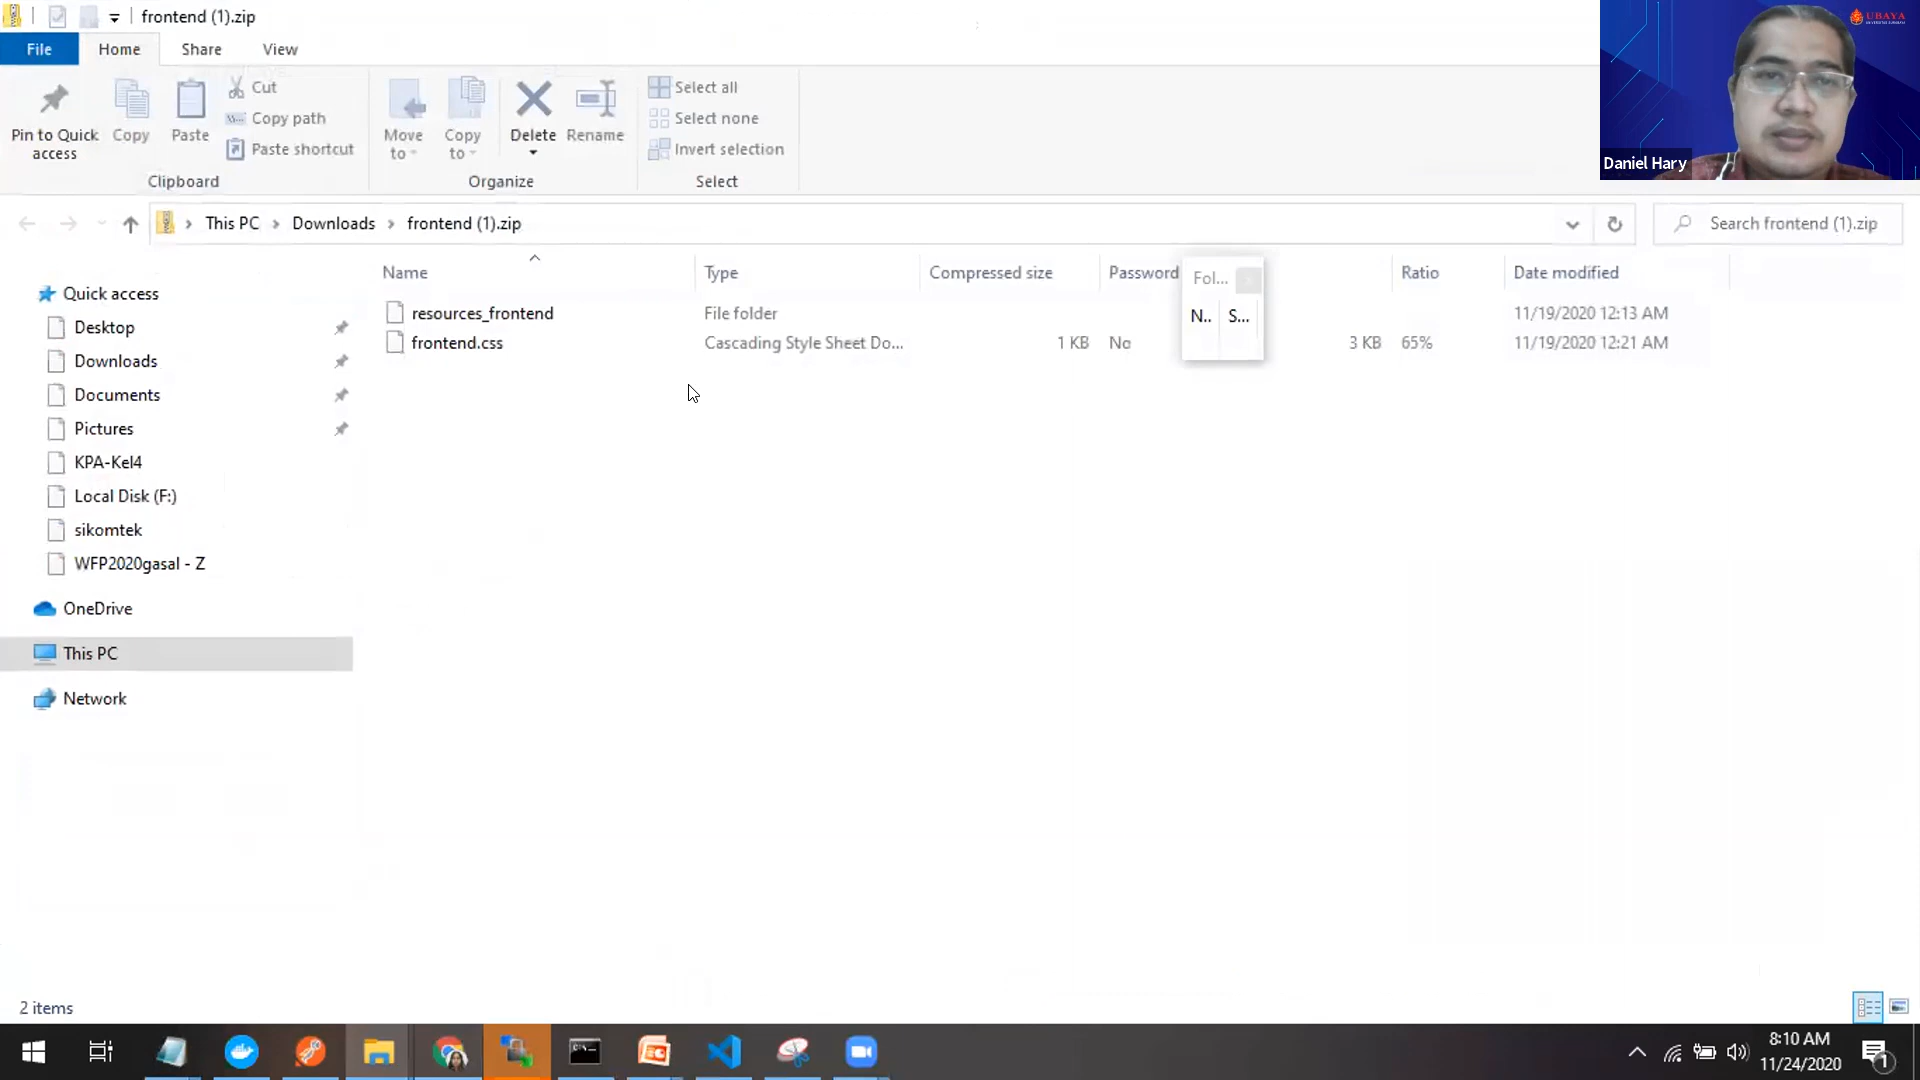 frontend (1).zip
File Home Share View
Pin to Quick access
Copy
Paste
Cut
Copy path
Paste shortcut
Move to
Copy to
Delete
Rename
Select all
Select none
Invert selection
Clipboard
Organize
Select
UBAYA
Daniel Hary
This PC > Downloads > frontend (1).zip
Search frontend (1).zip
Name Type Compressed size Password Ratio Date modified
resources_frontend File folder 11/19/2020 12:13 AM
frontend.css Cascading Style Sheet Do... 1 KB No 3 KB 65% 11/19/2020 12:21 AM
Fol...
N.. S...
Quick access
Desktop
Downloads
Documents
Pictures
KPA-Kel4
Local Disk (F:)
sikomtek
WFP2020gasal - Z
OneDrive
This PC
Network
2 items
8:10 AM
11/24/2020
1